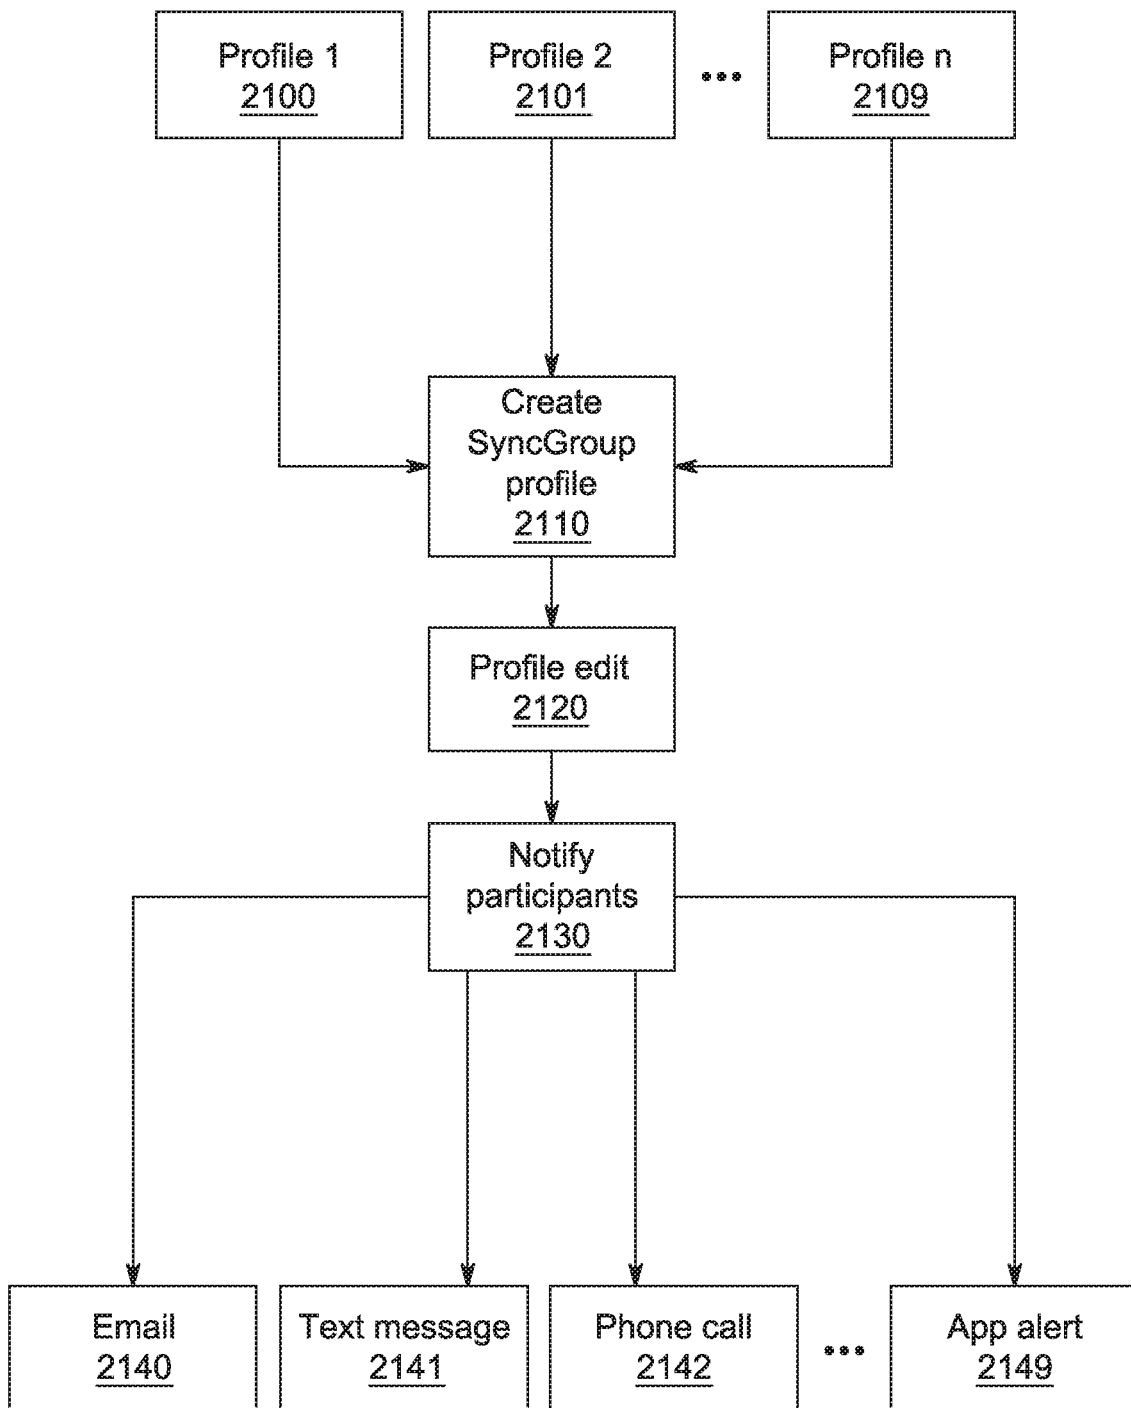 Profile 1
2100
Profile 2
2101
•••
Profile n
2109
Create
SyncGroup
profile
2110
Profile edit
2120
Notify
participants
2130
Email
2140
Text message
2141
Phone call
2142
•••
App alert
2149